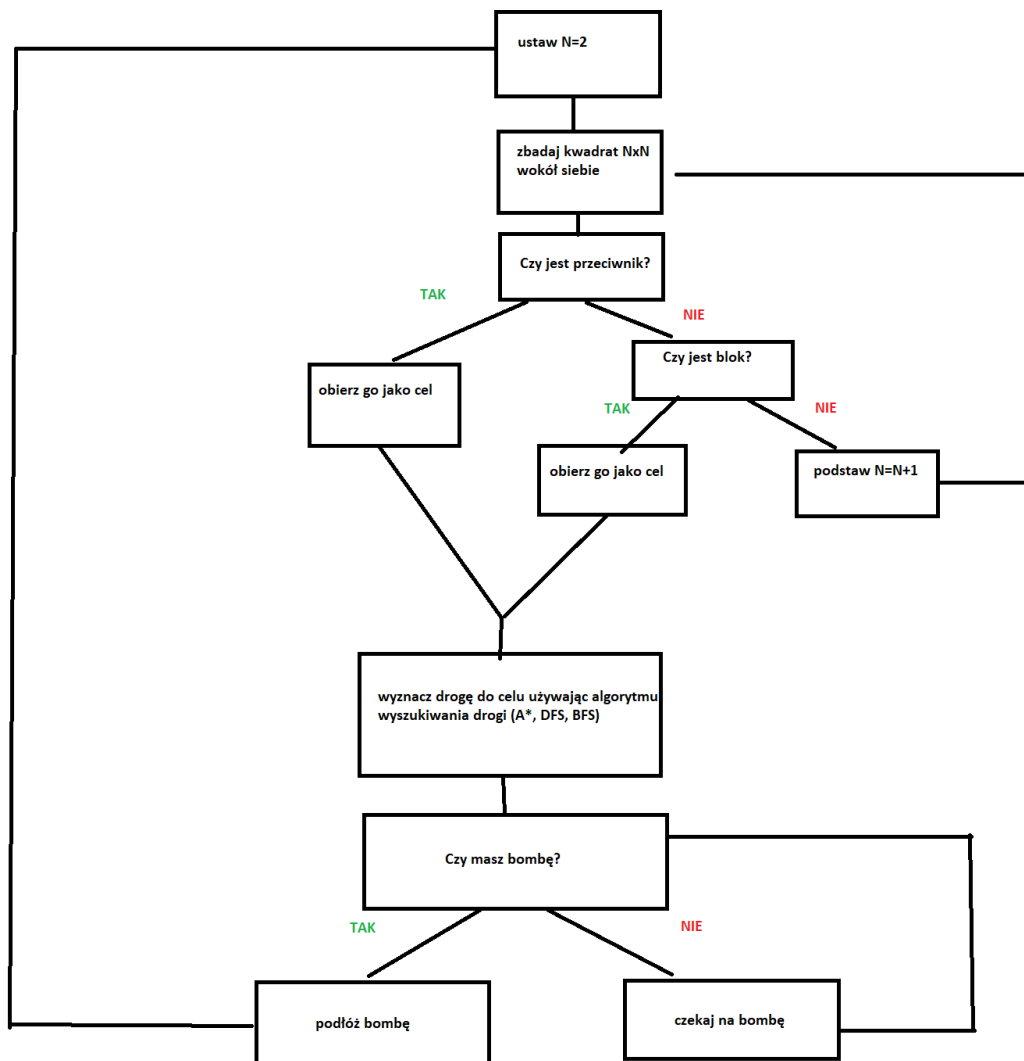 ustaw N=2
zbadaj kwadrat NxN
wokół siebie
Czy jest przeciwnik?
TAK
NIE
Czy jest blok?
obierz go jako cel
TAK
NIE
obierz go jako cel
podstaw N=N+1
wyznacz drogę do celu używając algorytmu
wyszukiwania drogi (A*, DFS, BFS)
Czy masz bombę?
TAK
NIE
podłóż bombę
czekaj na bombę